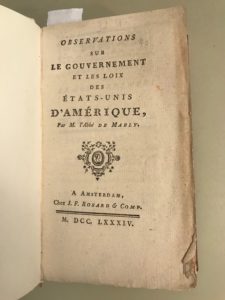 OBSERVATIONS
SUR
LE GOUVERNEMENT
ET LES LOIX
DES
ÉTATS-UNIS
D'AMÉRIQUE,
Par M. l'Abbé DE MABLY.
A AMSTERDAM,
Chez J. F. ROSART & COMP.
M. DCC. LXXXIV.